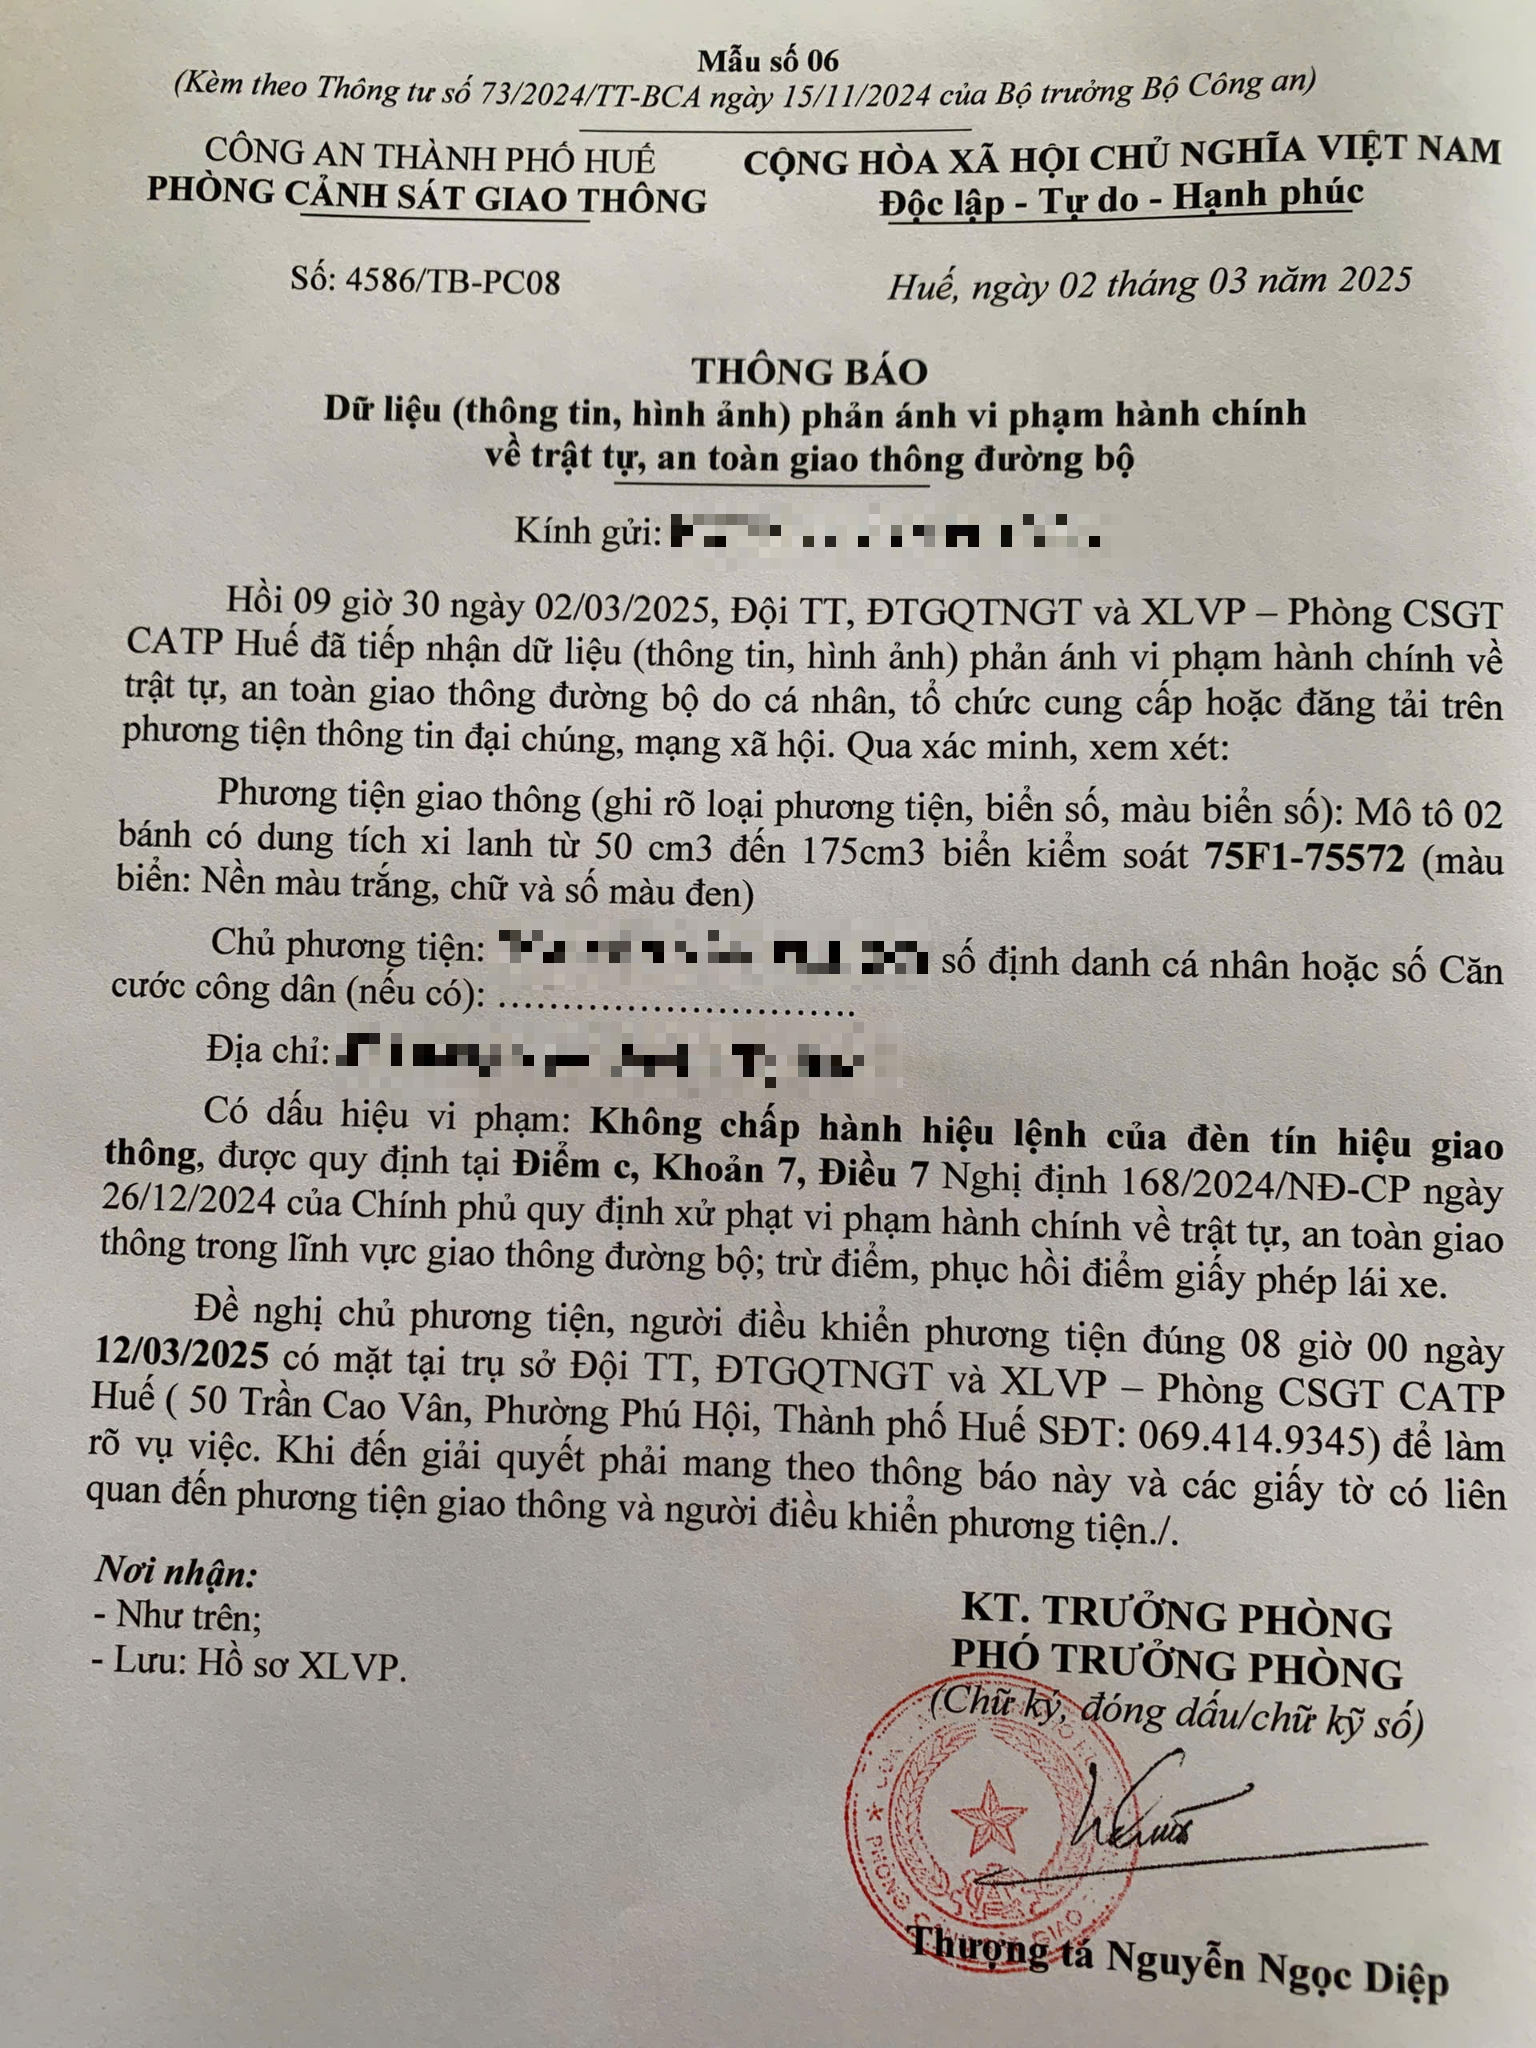 Mẫu số 06
(Kèm theo Thông tư số 73/2024/TT-BCA ngày 15/11/2024 của Bộ trưởng Bộ Công an)
CÔNG AN THÀNH PHỐ HUẾ
PHÒNG CẢNH SÁT GIAO THÔNG
CỘNG HÒA XÃ HỘI CHỦ NGHĨA VIỆT NAM
Độc lập - Tự do - Hạnh phúc
Số: 4586/TB-PC08
Huế, ngày 02 tháng 03 năm 2025
THÔNG BÁO
Dữ liệu (thông tin, hình ảnh) phản ánh vi phạm hành chính
về trật tự, an toàn giao thông đường bộ
Kính gửi:
Hồi 09 giờ 30 ngày 02/03/2025, Đội TT, ĐTGQTNGT và XLVP – Phòng CSGT
CATP Huế đã tiếp nhận dữ liệu (thông tin, hình ảnh) phản ánh vi phạm hành chính về
trật tự, an toàn giao thông đường bộ do cá nhân, tổ chức cung cấp hoặc đăng tải trên
phương tiện thông tin đại chúng, mạng xã hội. Qua xác minh, xem xét:
Phương tiện giao thông (ghi rõ loại phương tiện, biển số, màu biển số): Mô tô 02
bánh có dung tích xi lanh từ 50 cm3 đến 175cm3 biển kiểm soát 75F1-75572 (màu
biển: Nền màu trắng, chữ và số màu đen)
Chủ phương tiện: số định danh cá nhân hoặc số Căn
cước công dân (nếu có): ................................
Địa chỉ:
Có dấu hiệu vi phạm: Không chấp hành hiệu lệnh của đèn tín hiệu giao
thông, được quy định tại Điểm c, Khoản 7, Điều 7 Nghị định 168/2024/NĐ-CP ngày
26/12/2024 của Chính phủ quy định xử phạt vi phạm hành chính về trật tự, an toàn giao
thông trong lĩnh vực giao thông đường bộ; trừ điểm, phục hồi điểm giấy phép lái xe.
Đề nghị chủ phương tiện, người điều khiển phương tiện đúng 08 giờ 00 ngày
12/03/2025 có mặt tại trụ sở Đội TT, ĐTGQTNGT và XLVP – Phòng CSGT CATP
Huế ( 50 Trần Cao Vân, Phường Phú Hội, Thành phố Huế SĐT: 069.414.9345) để làm
rõ vụ việc. Khi đến giải quyết phải mang theo thông báo này và các giấy tờ có liên
quan đến phương tiện giao thông và người điều khiển phương tiện./.
Nơi nhận:
- Như trên;
- Lưu: Hồ sơ XLVP.
KT. TRƯỞNG PHÒNG
PHÓ TRƯỞNG PHÒNG
(Chữ ký, đóng dấu/chữ kỹ số)
Thượng tá Nguyễn Ngọc Diệp